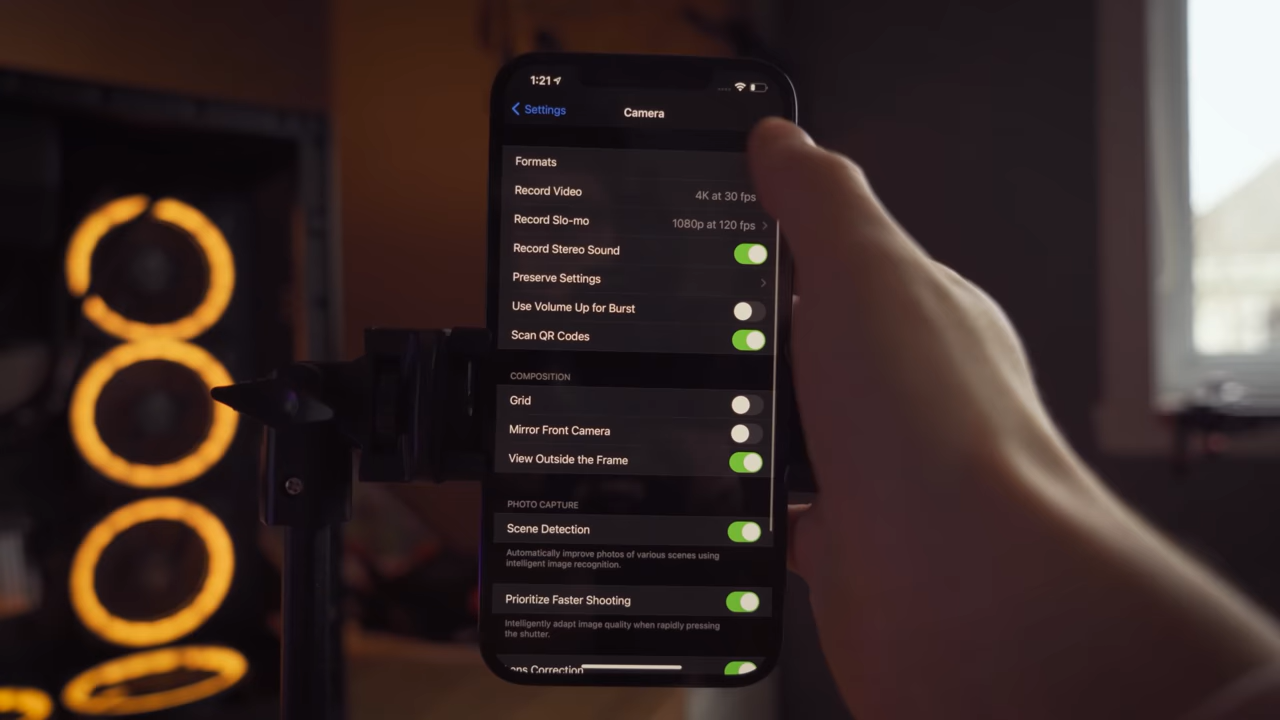 1:21
Settings
Camera
Formats
Record Video 4K at 30 fps
Record Slo-mo 1080p at 120 fps
Record Stereo Sound
Preserve Settings
Use Volume Up for Burst
Scan QR Codes
COMPOSITION
Grid
Mirror Front Camera
View Outside the Frame
PHOTO CAPTURE
Scene Detection
Automatically improve photos of various scenes using
intelligent image recognition.
Prioritize Faster Shooting
Intelligently adapt image quality when rapidly pressing
the shutter.
Lens Correction